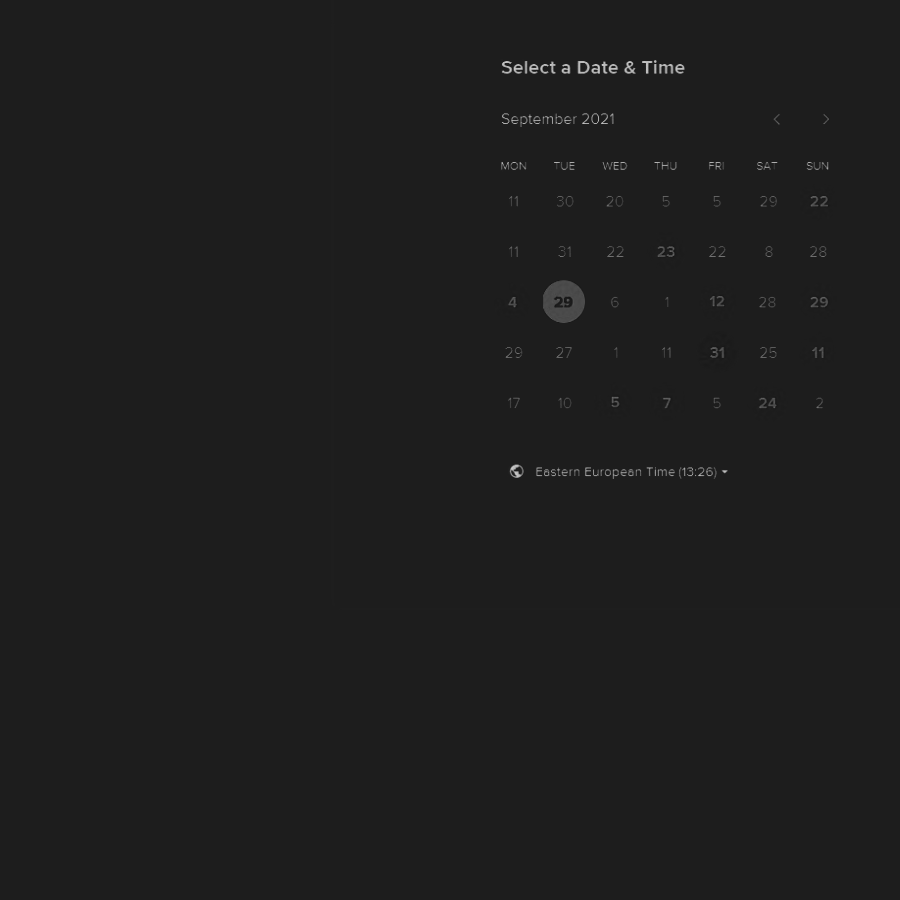 Select a Date & Time
September 2021
MON TUE WED THU FRI SAT SUN
11 30 20 5 5 29 22
11 31 22 23 22 8 28
4 29 6 1 12 28 29
29 27 1 11 31 25 11
17 10 5 7 5 24 2
Eastern European Time (13:26)